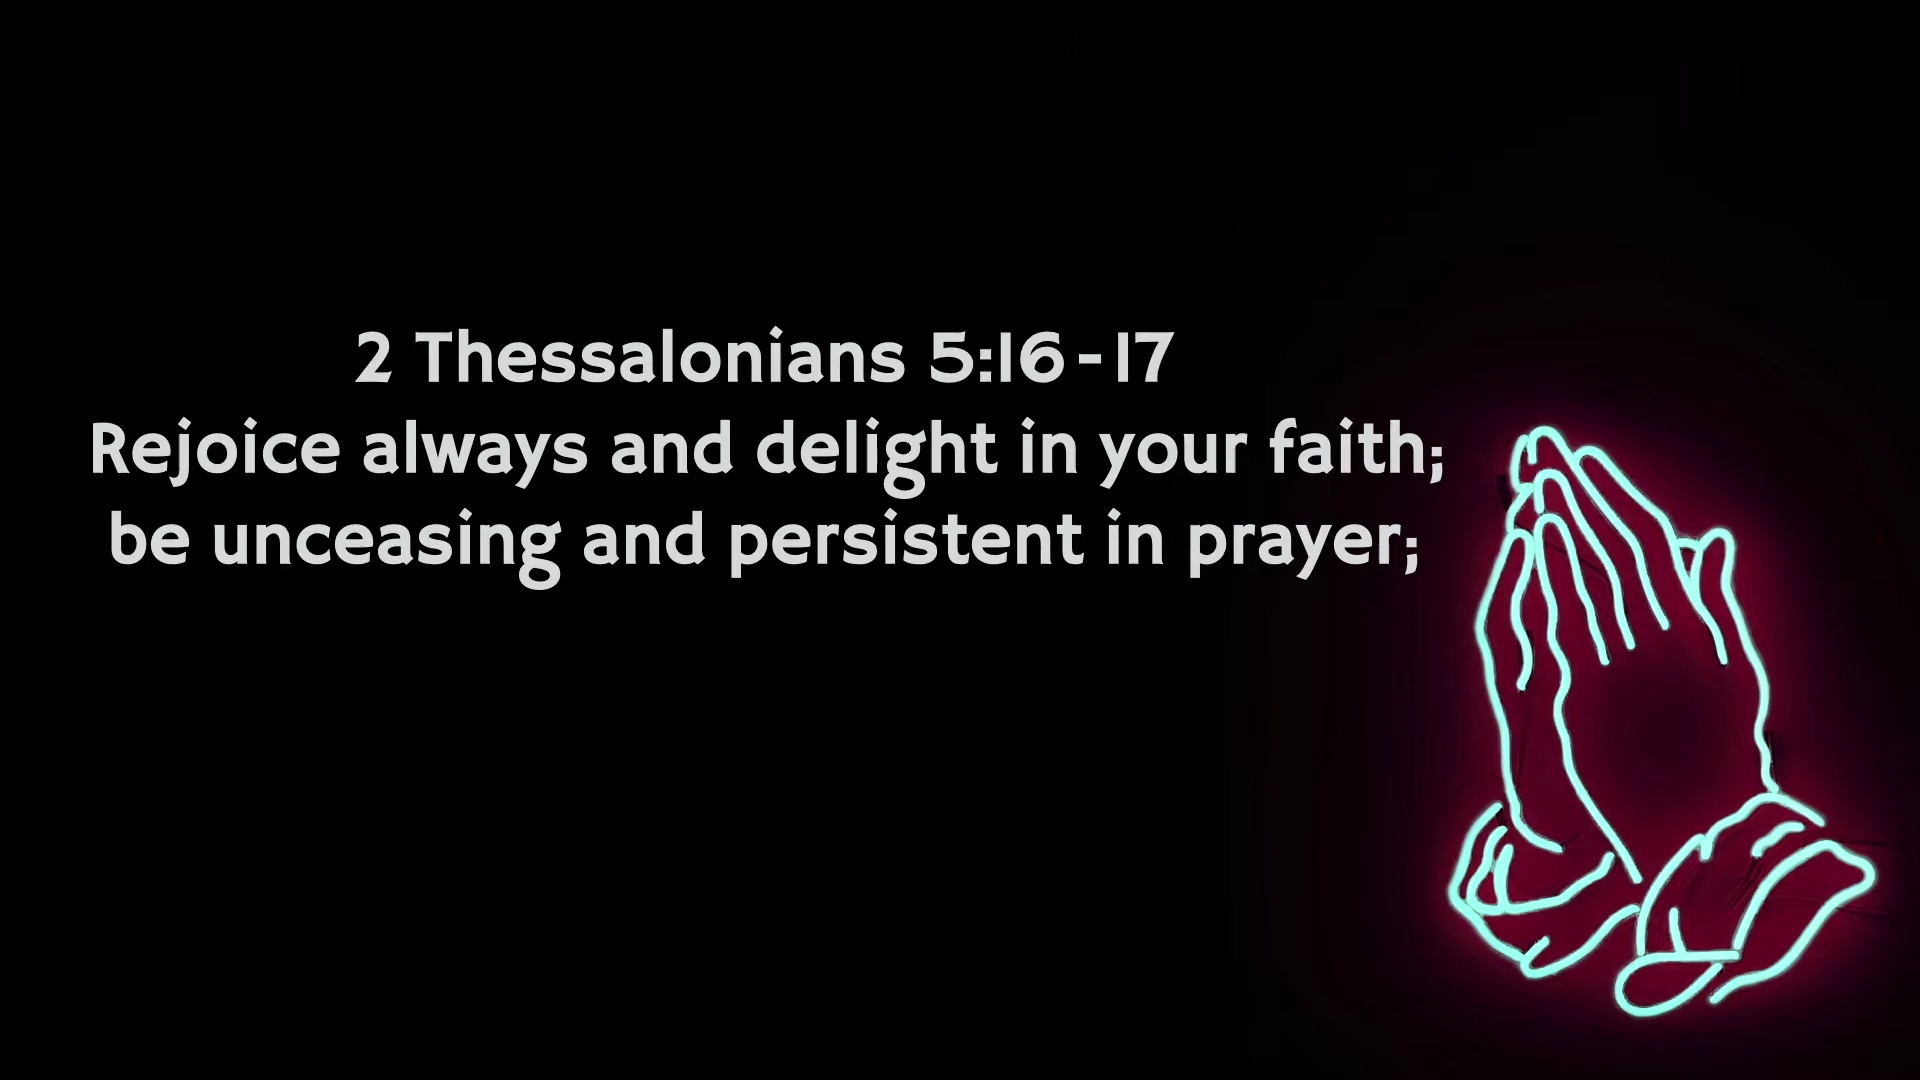 2 Thessalonians 5:16-17
Rejoice always and delight in your faith;
be unceasing and persistent in prayer;